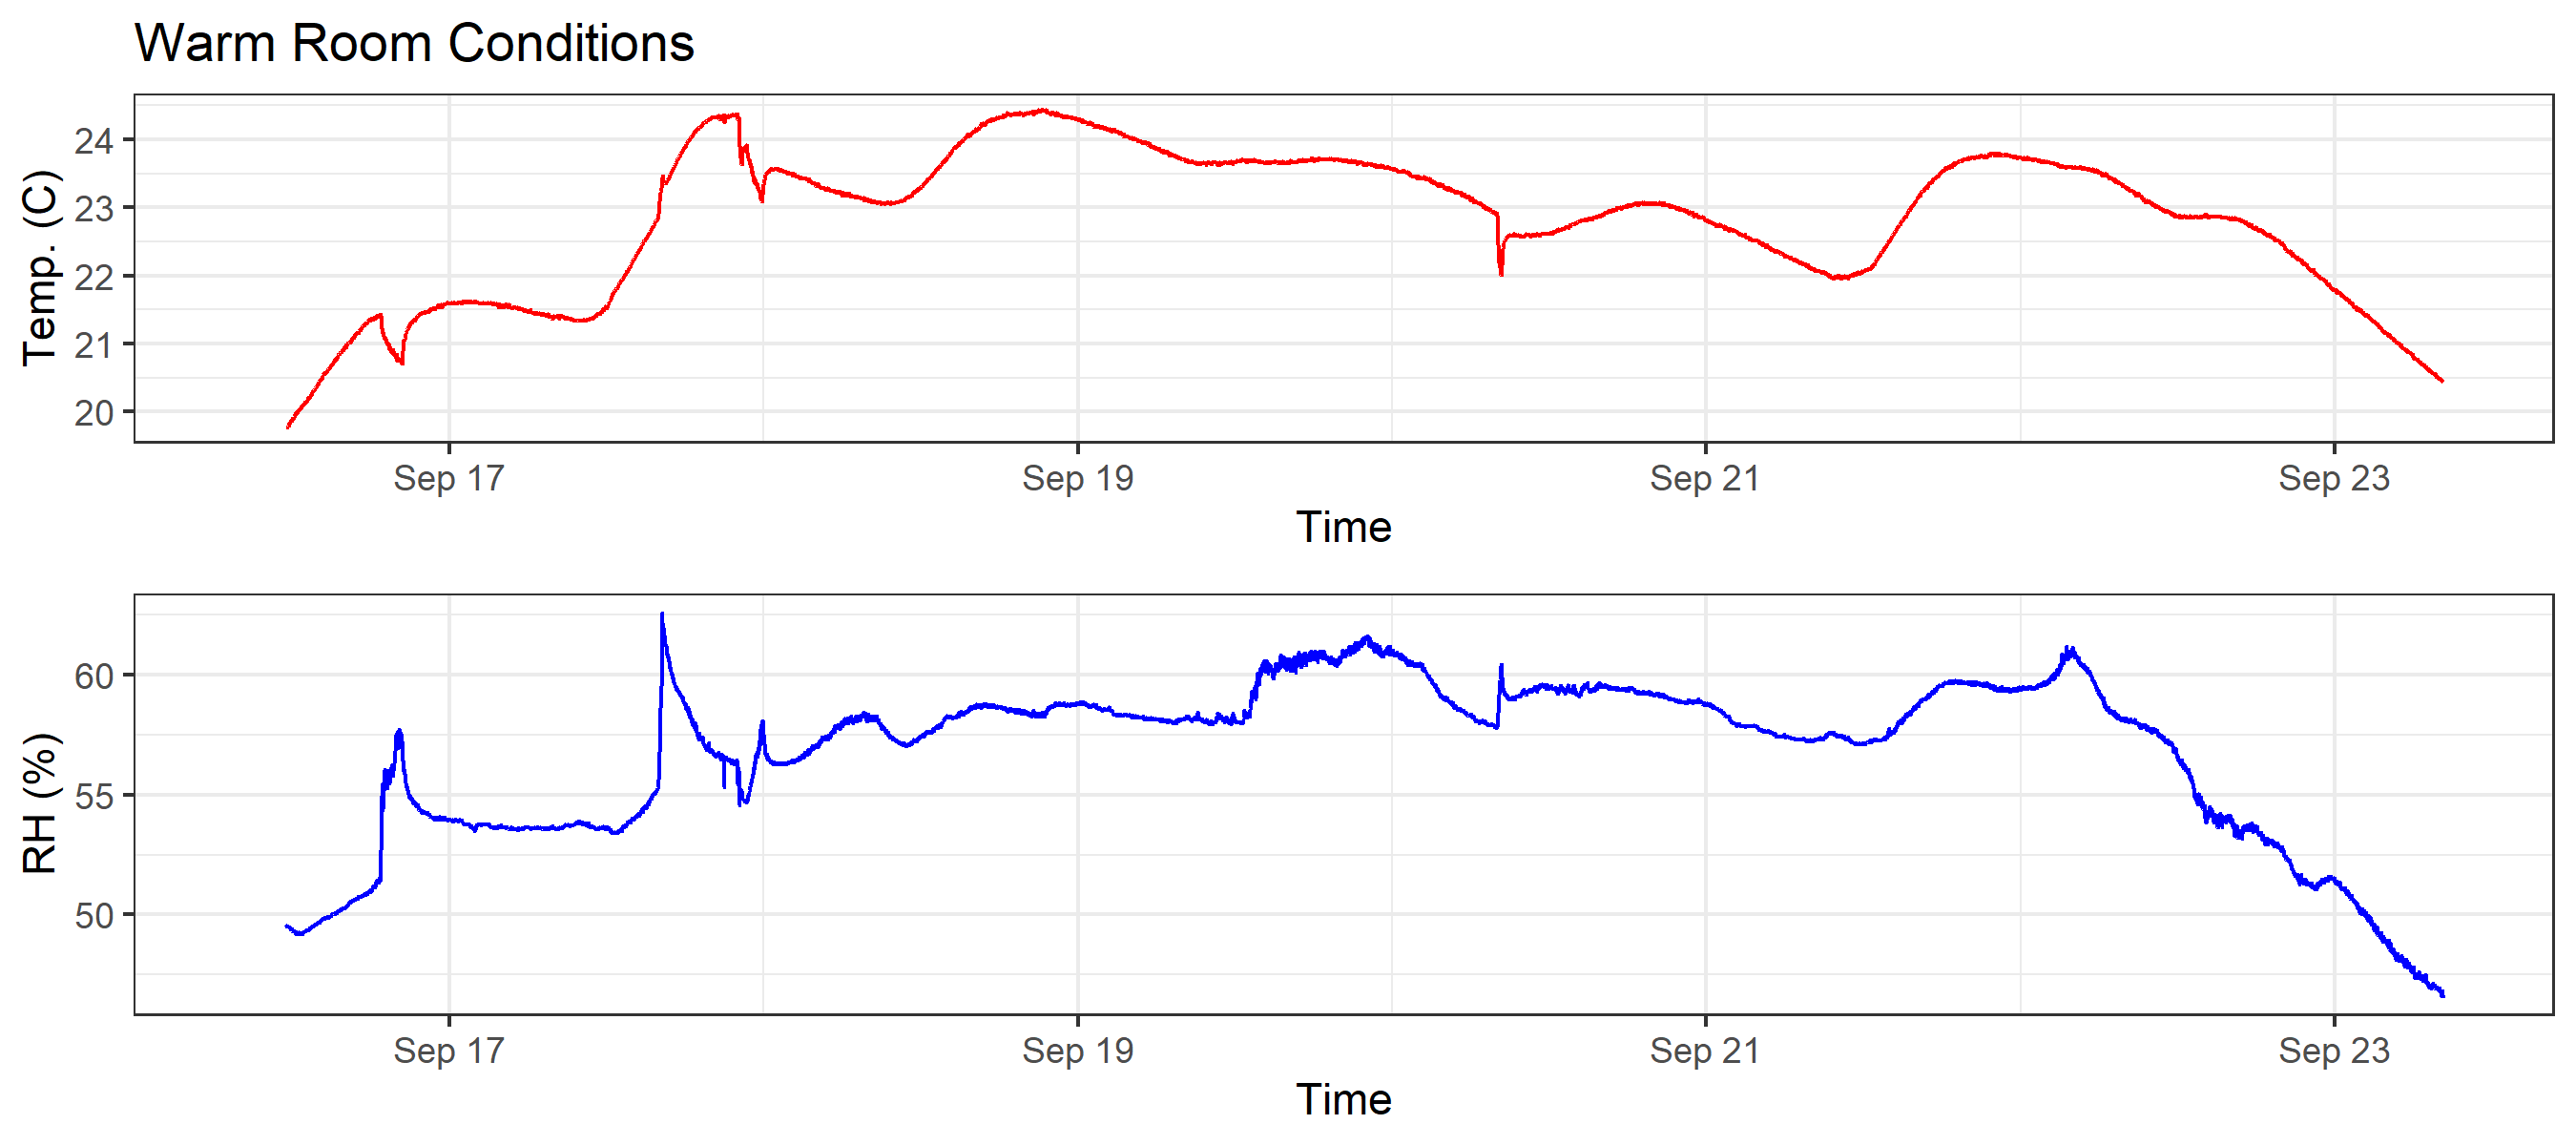 Warm Room Conditions
Temp. (C)
24
23
22
21
20
Sep 17 Sep 19 Sep 21 Sep 23
Time
RH (%)
60
55
50
Sep 17 Sep 19 Sep 21 Sep 23
Time